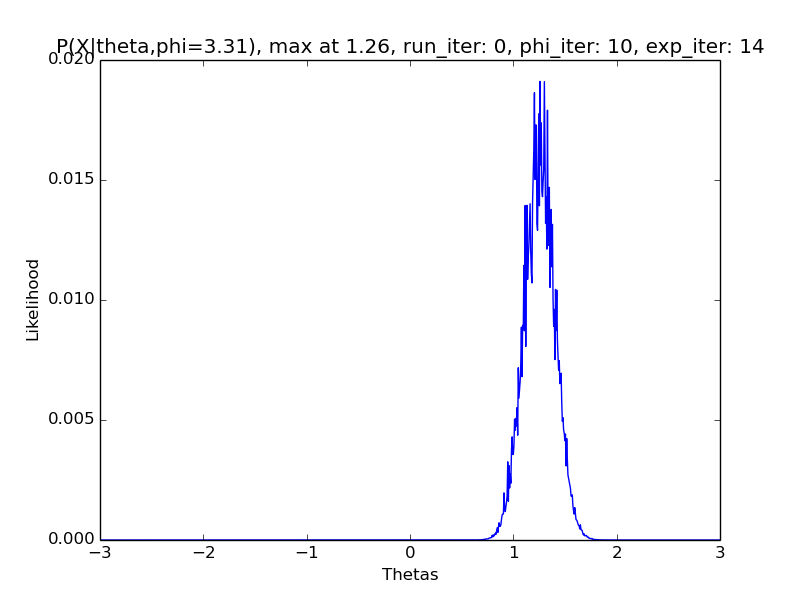 P(X|theta,phi=3.31), max at 1.26, run_iter: 0, phi_iter: 10, exp_iter: 14
0.020
0.015
0.010
0.005
0.000
Likelihood
−3 −2 −1 0 1 2 3
Thetas